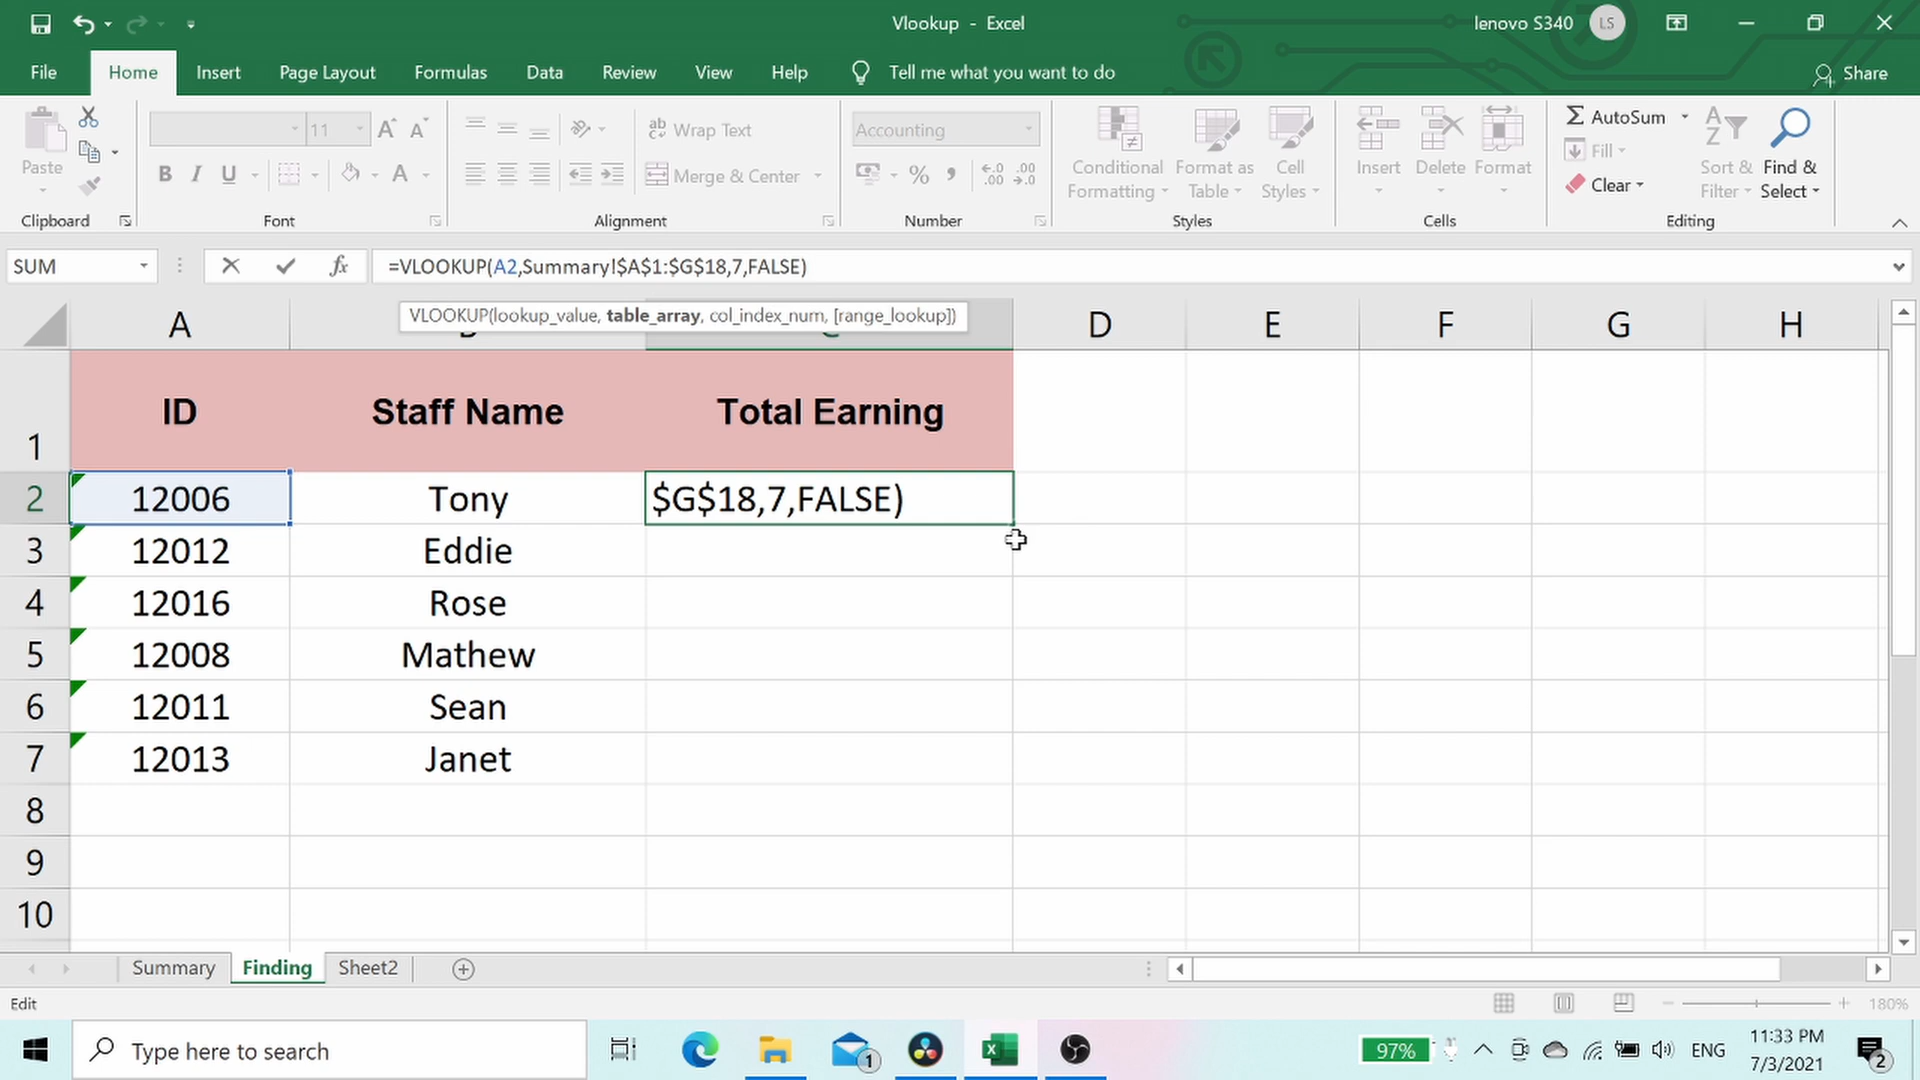 Vlookup - Excel
lenovo S340
LS
File
Home
Insert
Page Layout
Formulas
Data
Review
View
Help
Tell me what you want to do
Share
Paste
11
A A
B I U
A
ab Wrap Text
Merge & Center
Accounting
% ,
Conditional
Formatting
Format as
Table
Cell
Styles
Insert
Delete
Format
Σ AutoSum
Fill
Clear
Sort &
Filter
Find &
Select
Clipboard
Font
Alignment
Number
Styles
Cells
Editing
SUM
fx
=VLOOKUP(A2,Summary!$A$1:$G$18,7,FALSE)
VLOOKUP(lookup_value, table_array, col_index_num, [range_lookup])
A
D
E
F
G
H
1
ID
Staff Name
Total Earning
2
12006
Tony
$G$18,7,FALSE)
3
12012
Eddie
4
12016
Rose
5
12008
Mathew
6
12011
Sean
7
12013
Janet
8
9
10
Summary
Finding
Sheet2
Edit
180%
Type here to search
1
97%
ENG
11:33 PM
7/3/2021
2